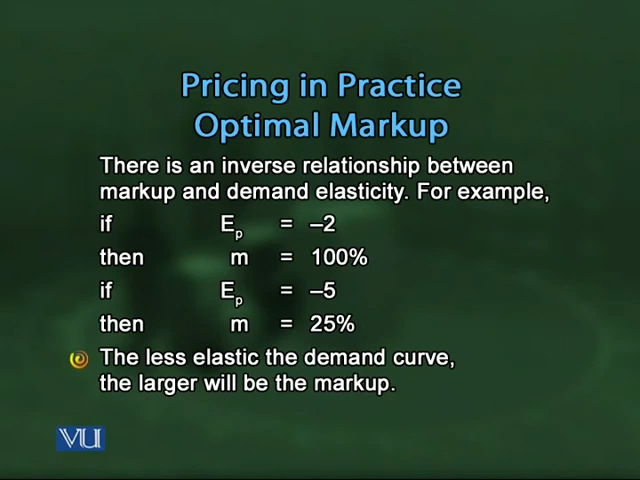 Pricing in Practice
Optimal Markup
There is an inverse relationship between
markup and demand elasticity. For example,
if Ep = –2
then m = 100%
if Ep = –5
then m = 25%
The less elastic the demand curve,
the larger will be the markup.
VU